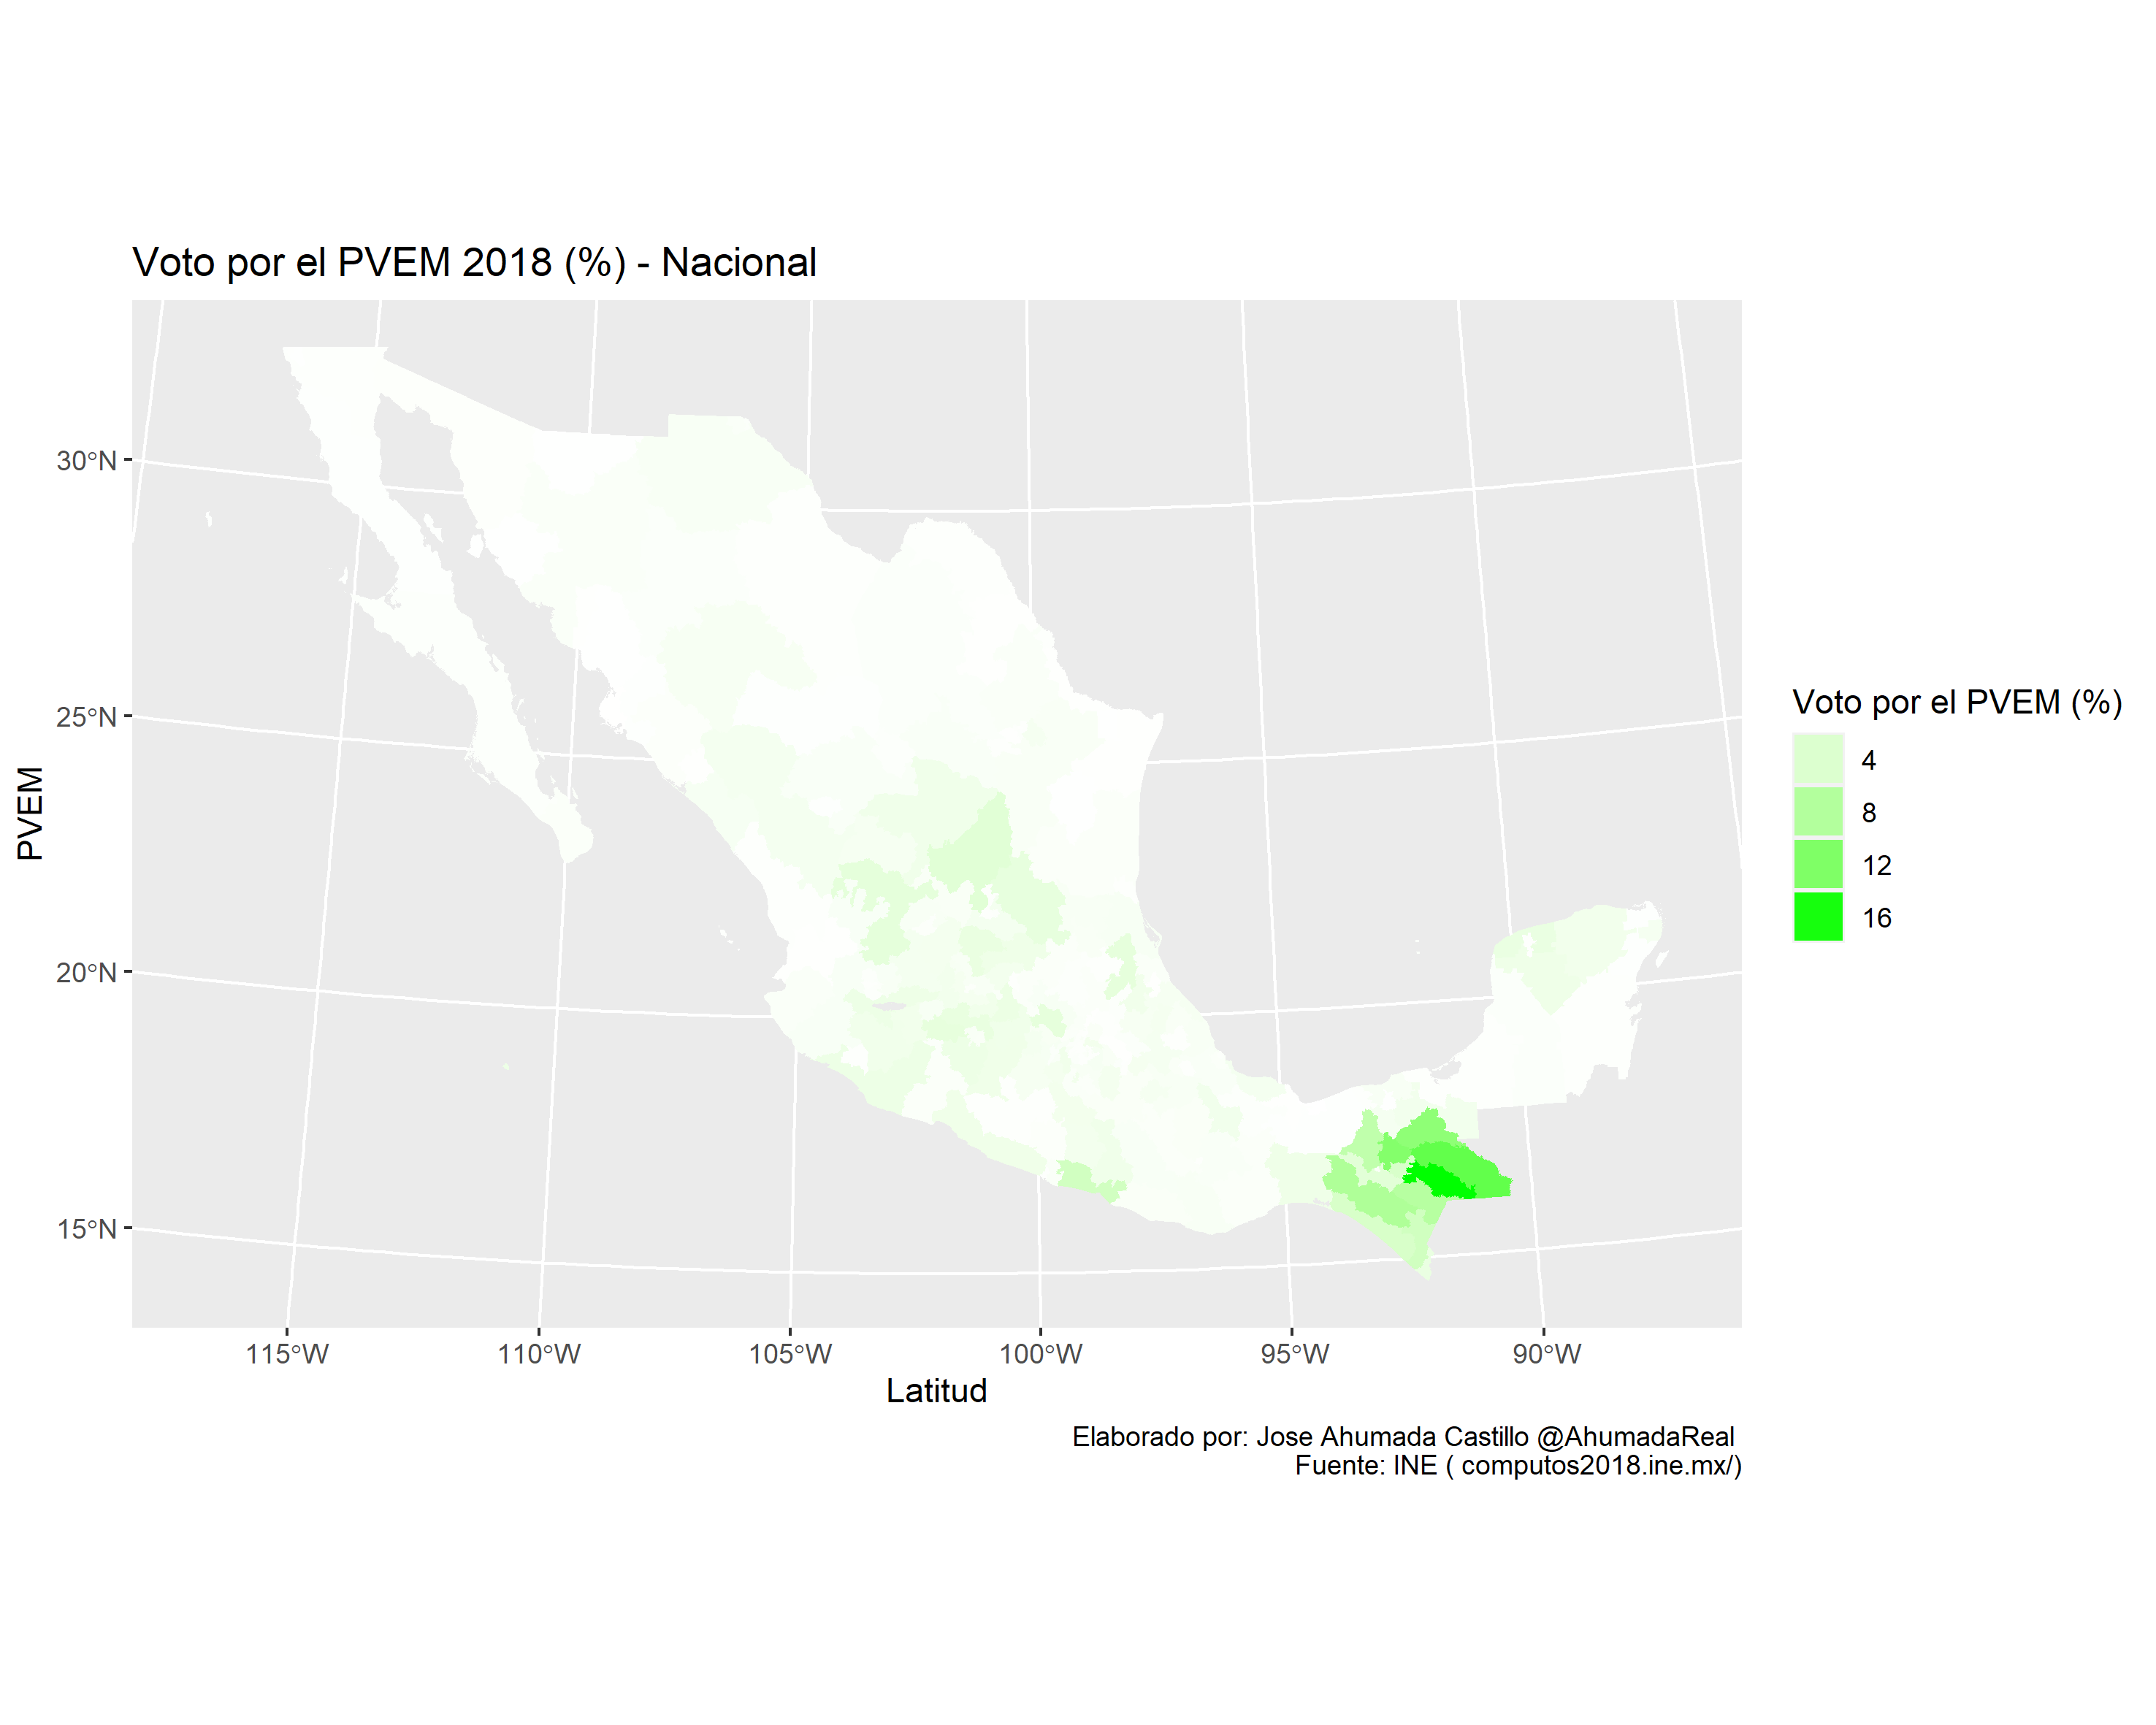 Voto por el PVEM 2018 (%) - Nacional
30°N
25°N
20°N
15°N
PVEM
115°W
110°W
105°W
100°W
95°W
90°W
Latitud
Voto por el PVEM (%)
4
8
12
16
Elaborado por: Jose Ahumada Castillo @AhumadaReal
Fuente: INE ( computos2018.ine.mx/)